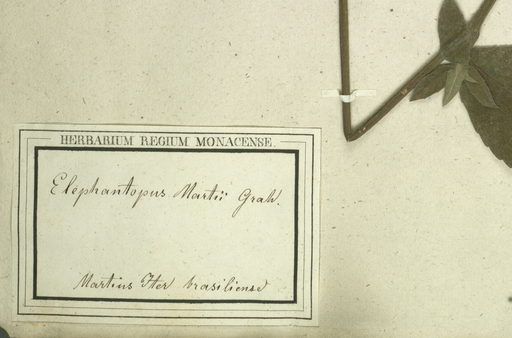 HERBARIUM REGIUM MONACENSE.
Elephantopus Martii Grah.
Martius Iter brasiliense